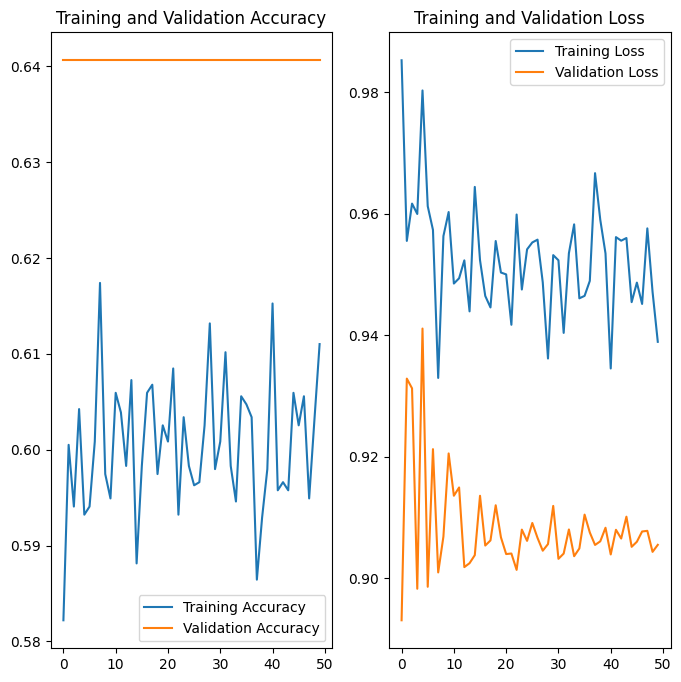 Training and Validation Accuracy
0.64
0.63
0.62
0.61
0.60
0.59
0.58
Training Accuracy
Validation Accuracy
0 10 20 30 40 50
Training and Validation Loss
Training Loss
Validation Loss
0.98
0.96
0.94
0.92
0.90
0 10 20 30 40 50